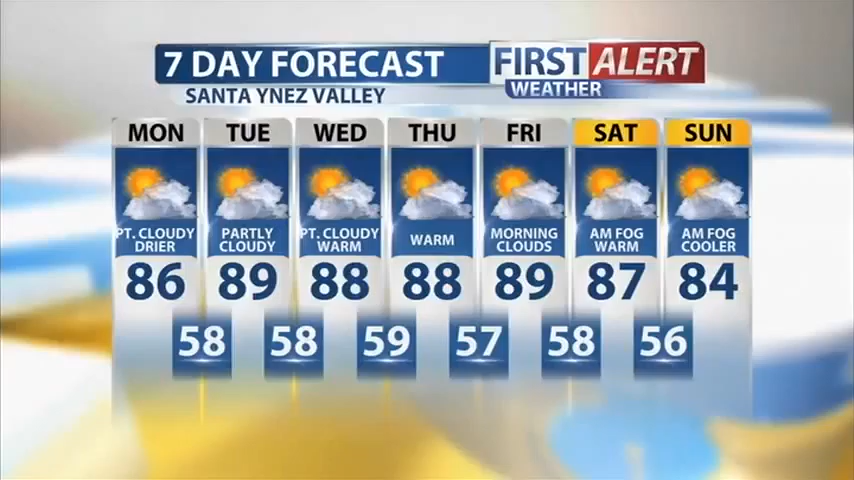 7 DAY FORECAST
FIRST ALERT
WEATHER
SANTA YNEZ VALLEY
MON TUE WED THU FRI SAT SUN
PT. CLOUDY DRIER
PARTLY CLOUDY
PT. CLOUDY WARM
WARM
MORNING CLOUDS
AM FOG WARM
AM FOG COOLER
86 89 88 88 89 87 84
58 58 59 57 58 56